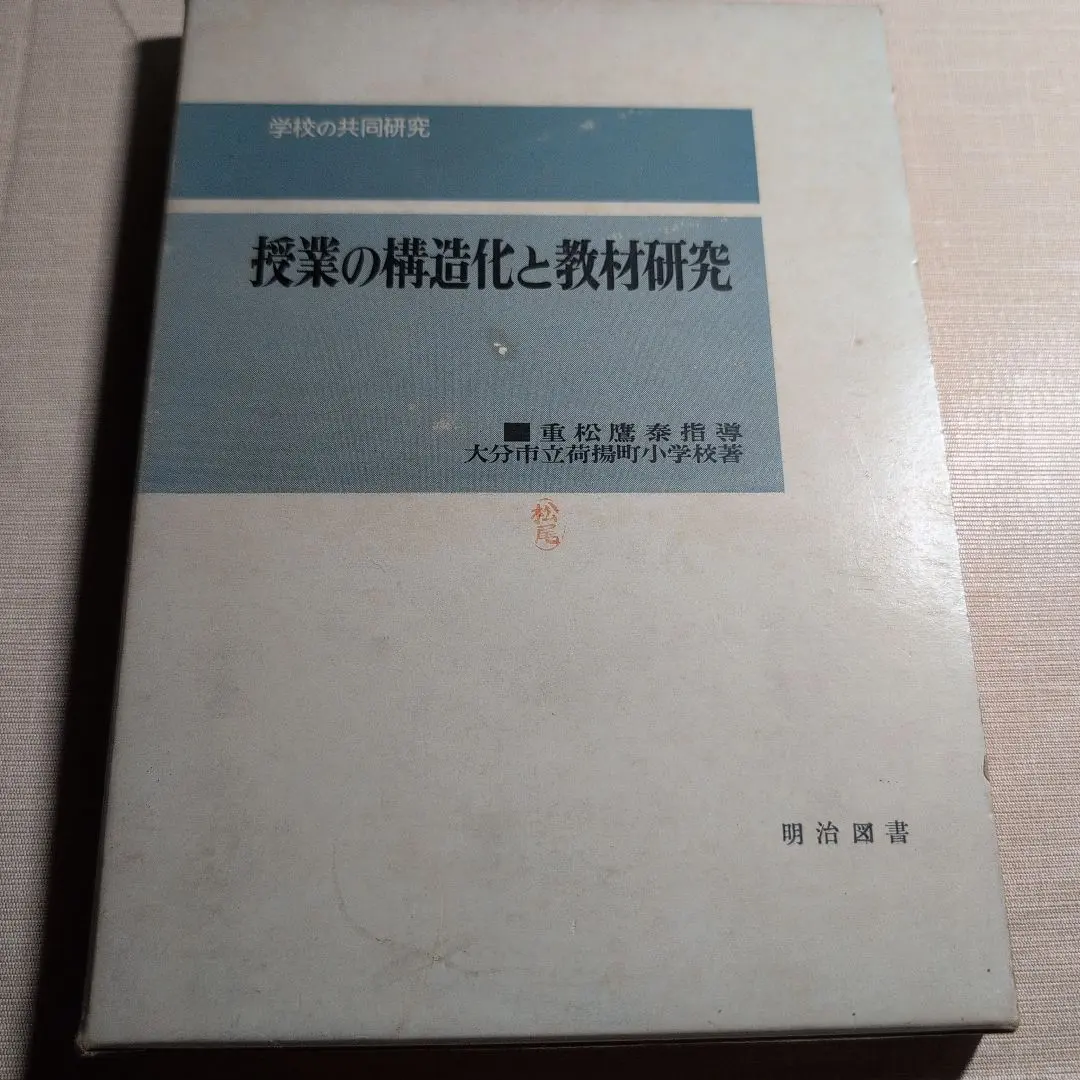 学校の共同研究
授業の構造化と教材研究
■重松鷹泰指導
大分市立荷揚町小学校著
松尾
明治図書